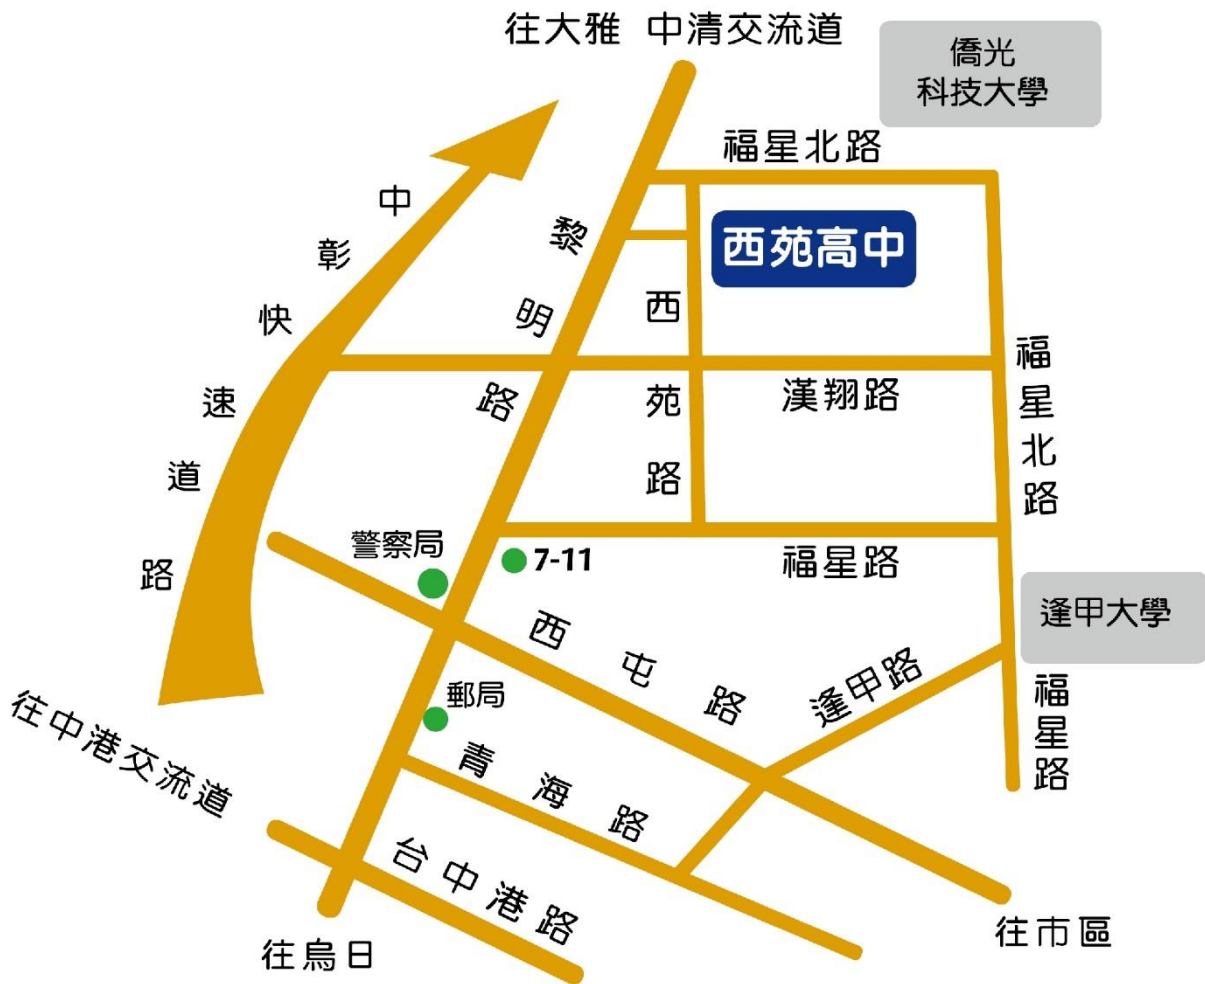 往大雅 中清交流道
僑光
科技大學
福星北路
中彰快速道路
黎明路
西苑高中
西苑路
漢翔路
福星北路
警察局
7-11
福星路
逢甲大學
西屯路
逢甲路
郵局
福星路
往中港交流道
青海路
台中港路
往烏日
往市區